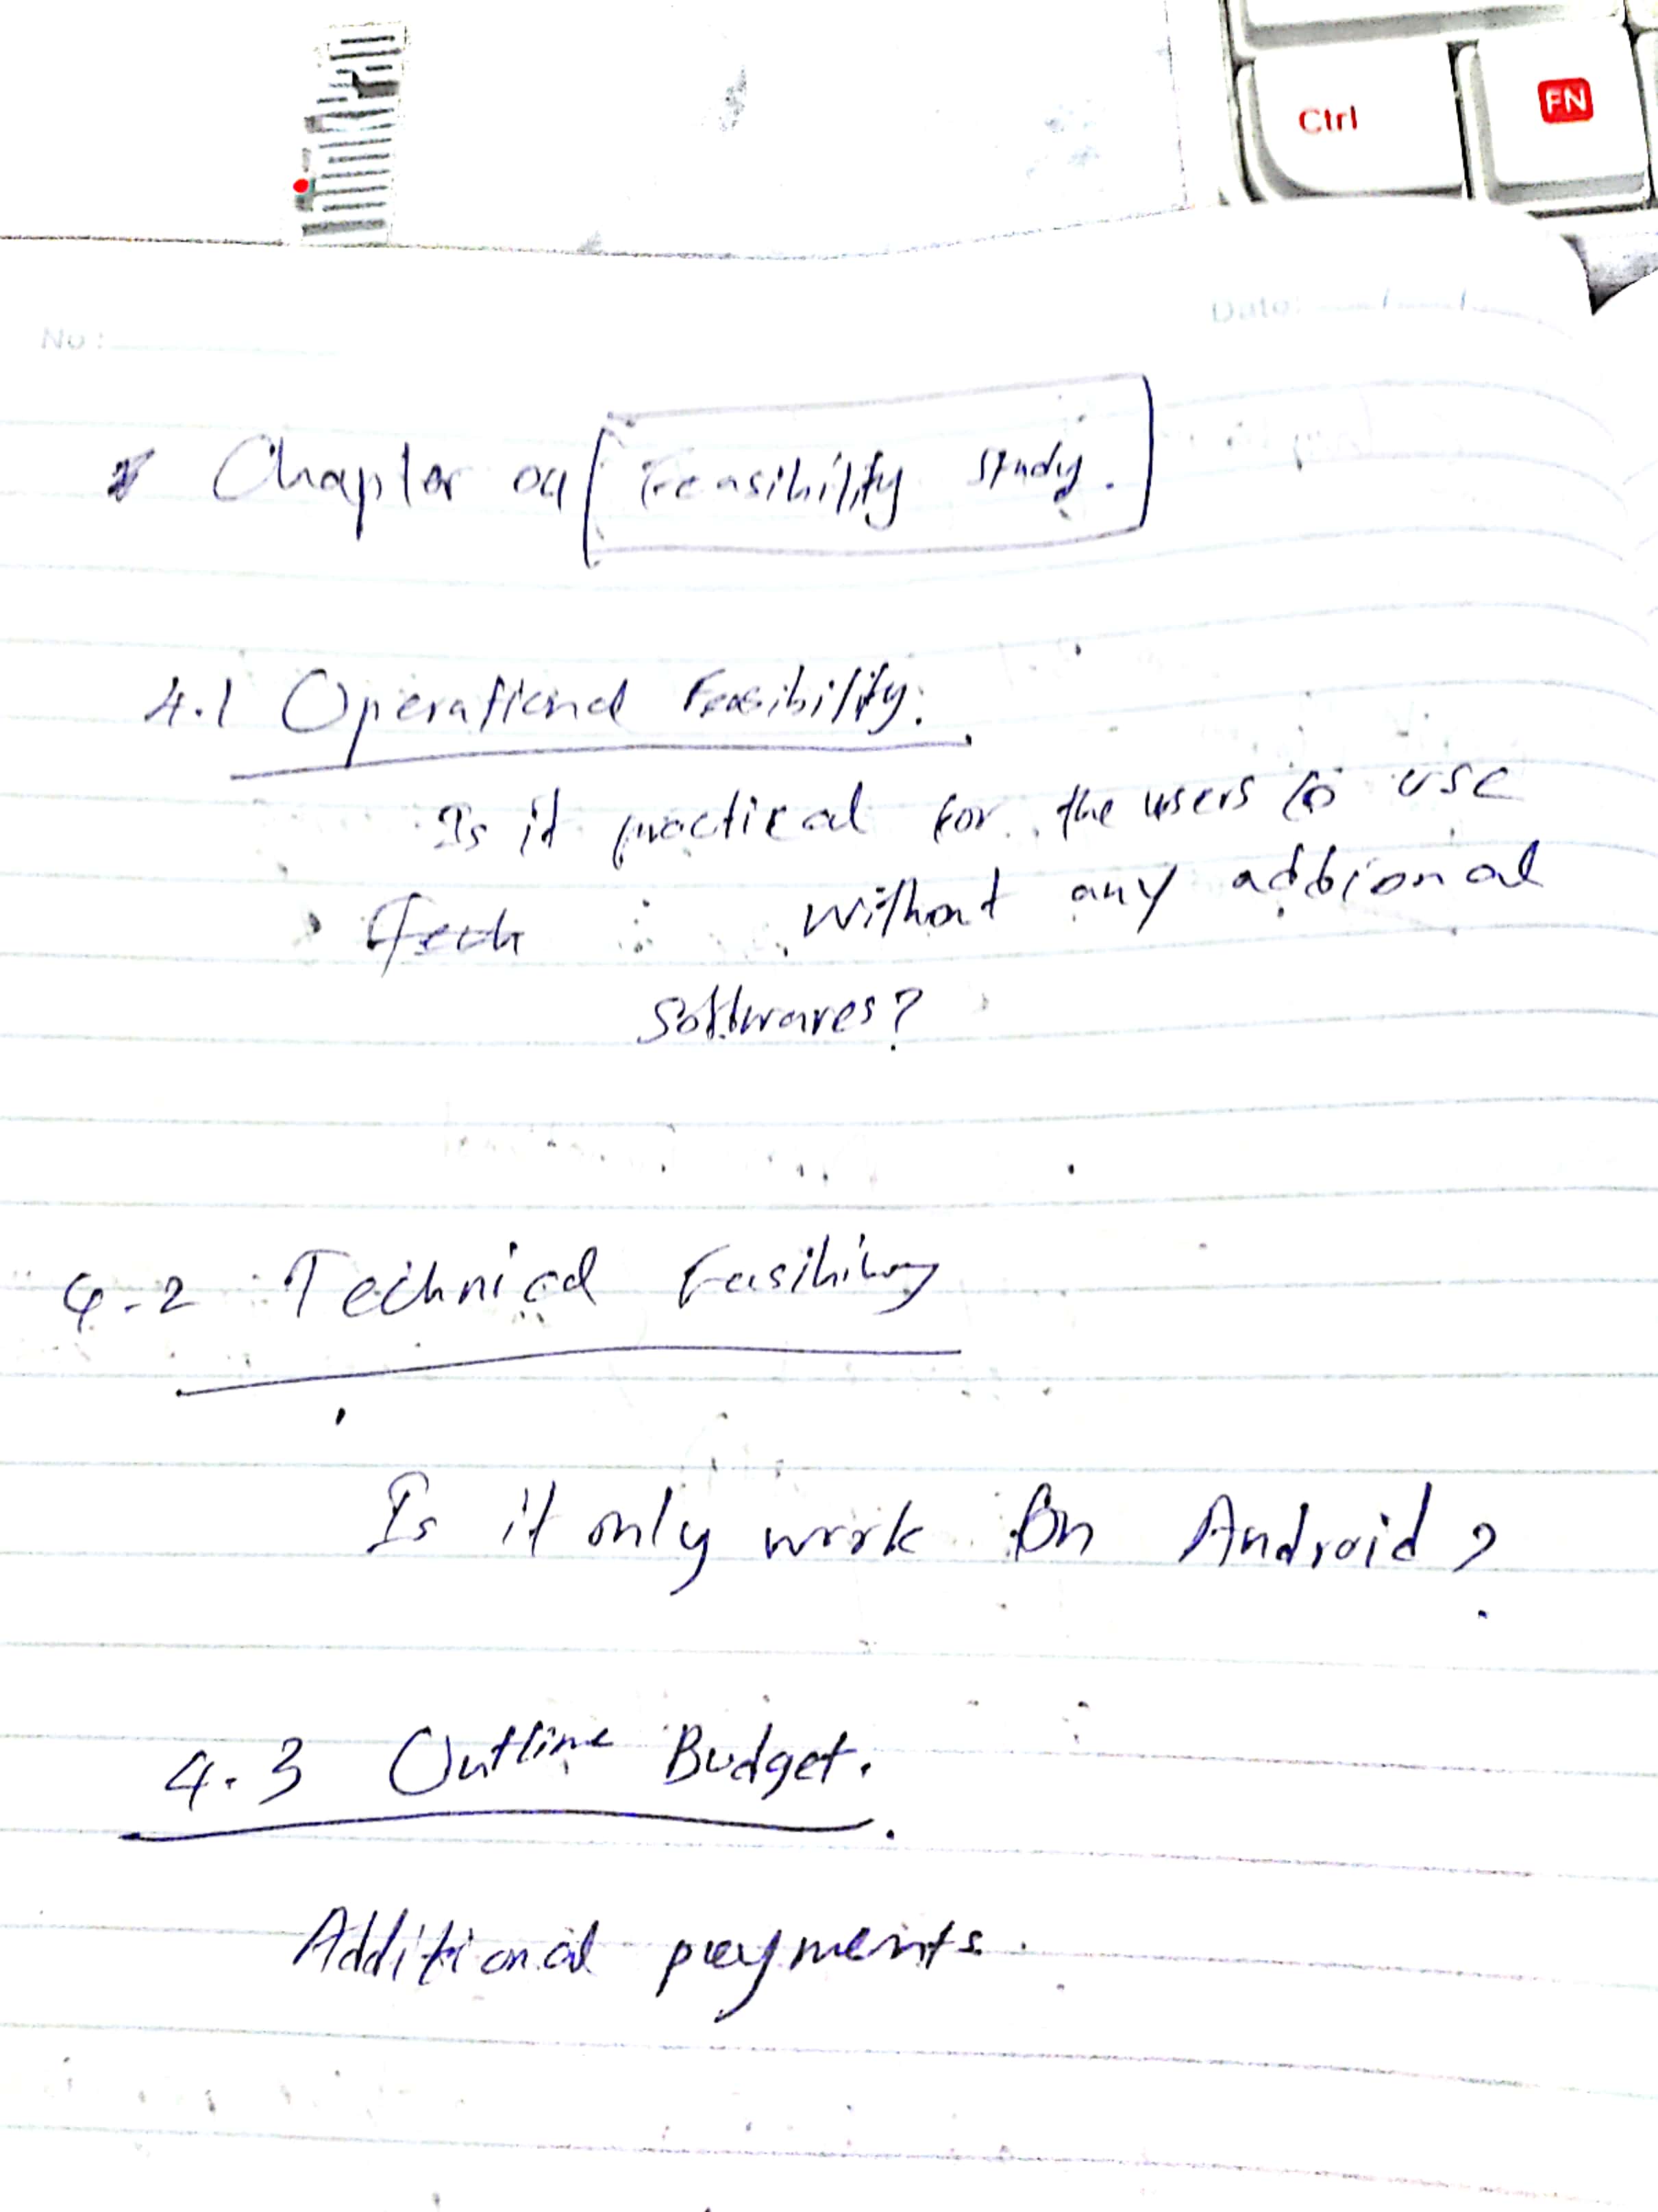 Ctrl
FN
No:
Date:
Chapter 04 Feasibility study.
4.1 Operational Feasibility.
Is it practical for the users to use
Tech without any addional
softwares?
4.2 Technical Feasibility
Is it only work on Android?
4.3 Outline Budget.
Additional payments.